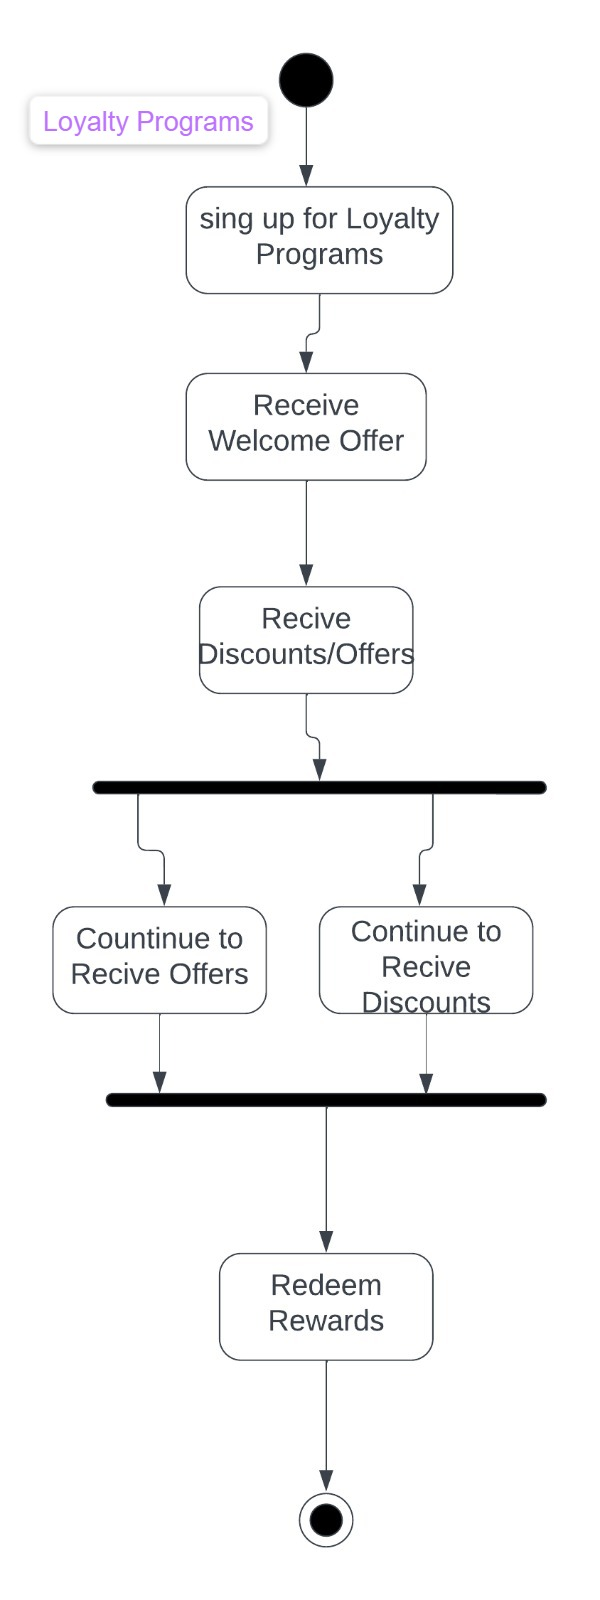 Loyalty Programs
sing up for Loyalty
Programs
Receive
Welcome Offer
Recive
Discounts/Offers
Countinue to
Recive Offers
Continue to
Recive
Discounts
Redeem
Rewards